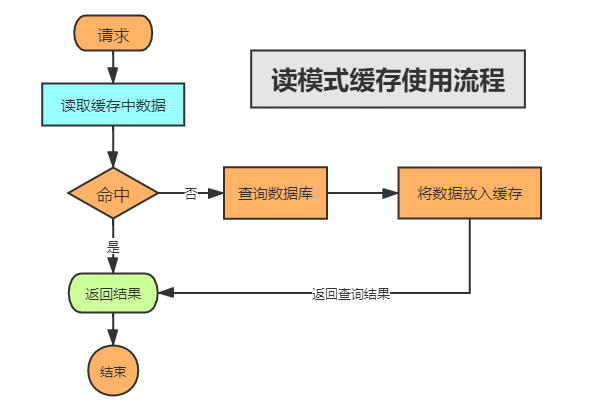 请求
读模式缓存使用流程
读取缓存中数据
命中
否
查询数据库
将数据放入缓存
是
返回结果
返回查询结果
结束